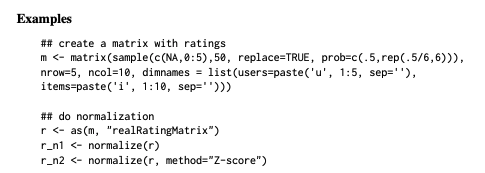 Examples
## create a matrix with ratings
m <- matrix(sample(c(NA,0:5),50, replace=TRUE, prob=c(.5,rep(.5/6,6))),
nrow=5, ncol=10, dimnames = list(users=paste('u', 1:5, sep=''),
items=paste('i', 1:10, sep='')))
## do normalization
r <- as(m, "realRatingMatrix")
r_n1 <- normalize(r)
r_n2 <- normalize(r, method="Z-score")